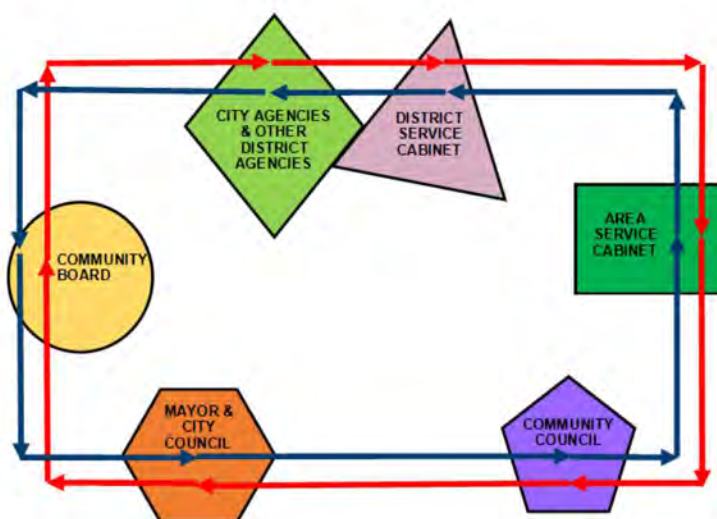 CITY AGENCIES
& OTHER
DISTRICT
AGENCIES
DISTRICT
SERVICE
CABINET
AREA
SERVICE
CABINET
COMMUNITY
BOARD
MAYOR &
CITY
COUNCIL
COMMUNITY
COUNCIL